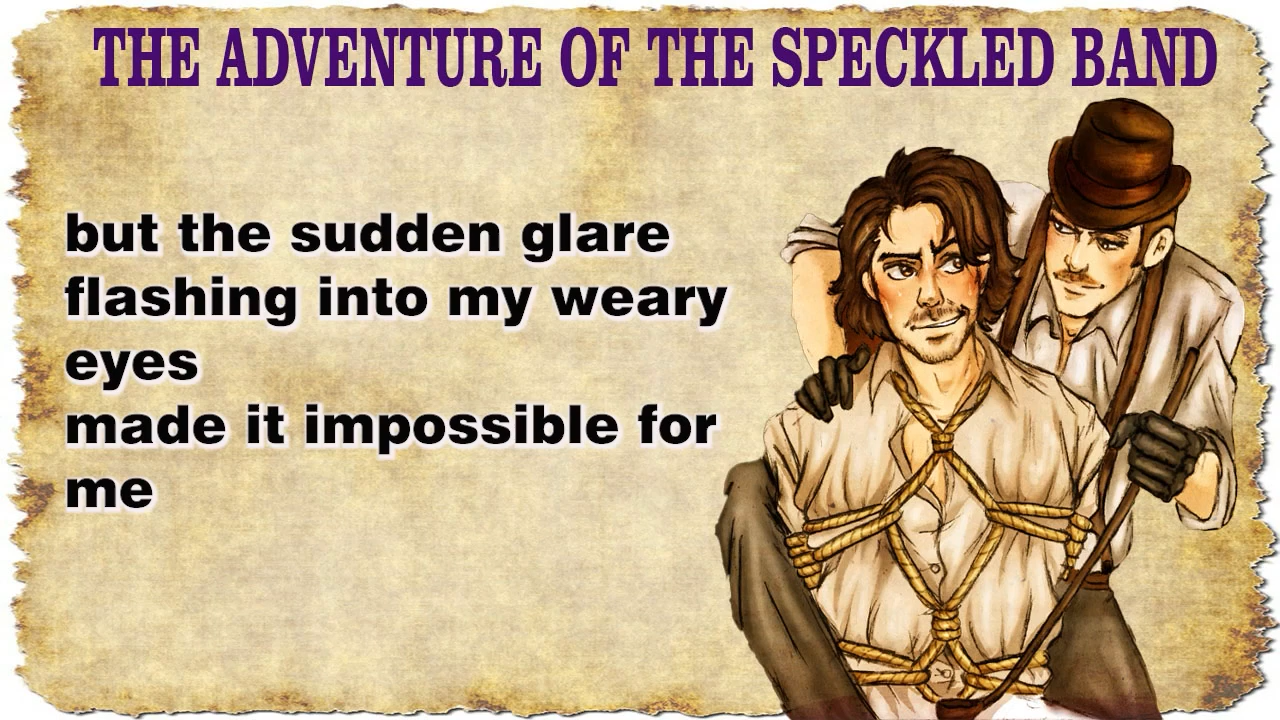 THE ADVENTURE OF THE SPECKLED BAND
but the sudden glare
flashing into my weary
eyes
made it impossible for
me